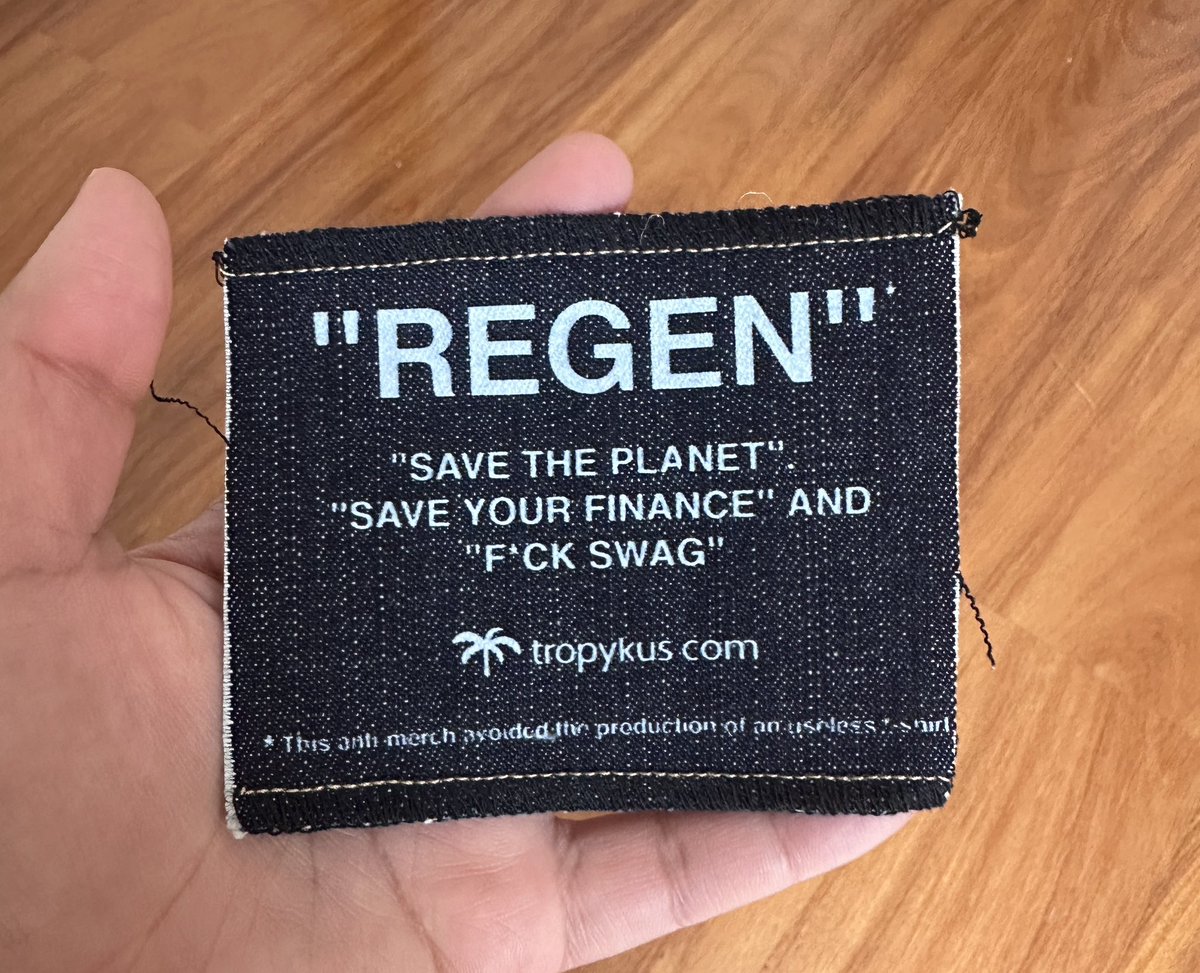 "REGEN"*
"SAVE THE PLANET".
"SAVE YOUR FINANCE" AND
"F*CK SWAG"
tropykus com
* This anti merch avoided the production of an useless t-shirt